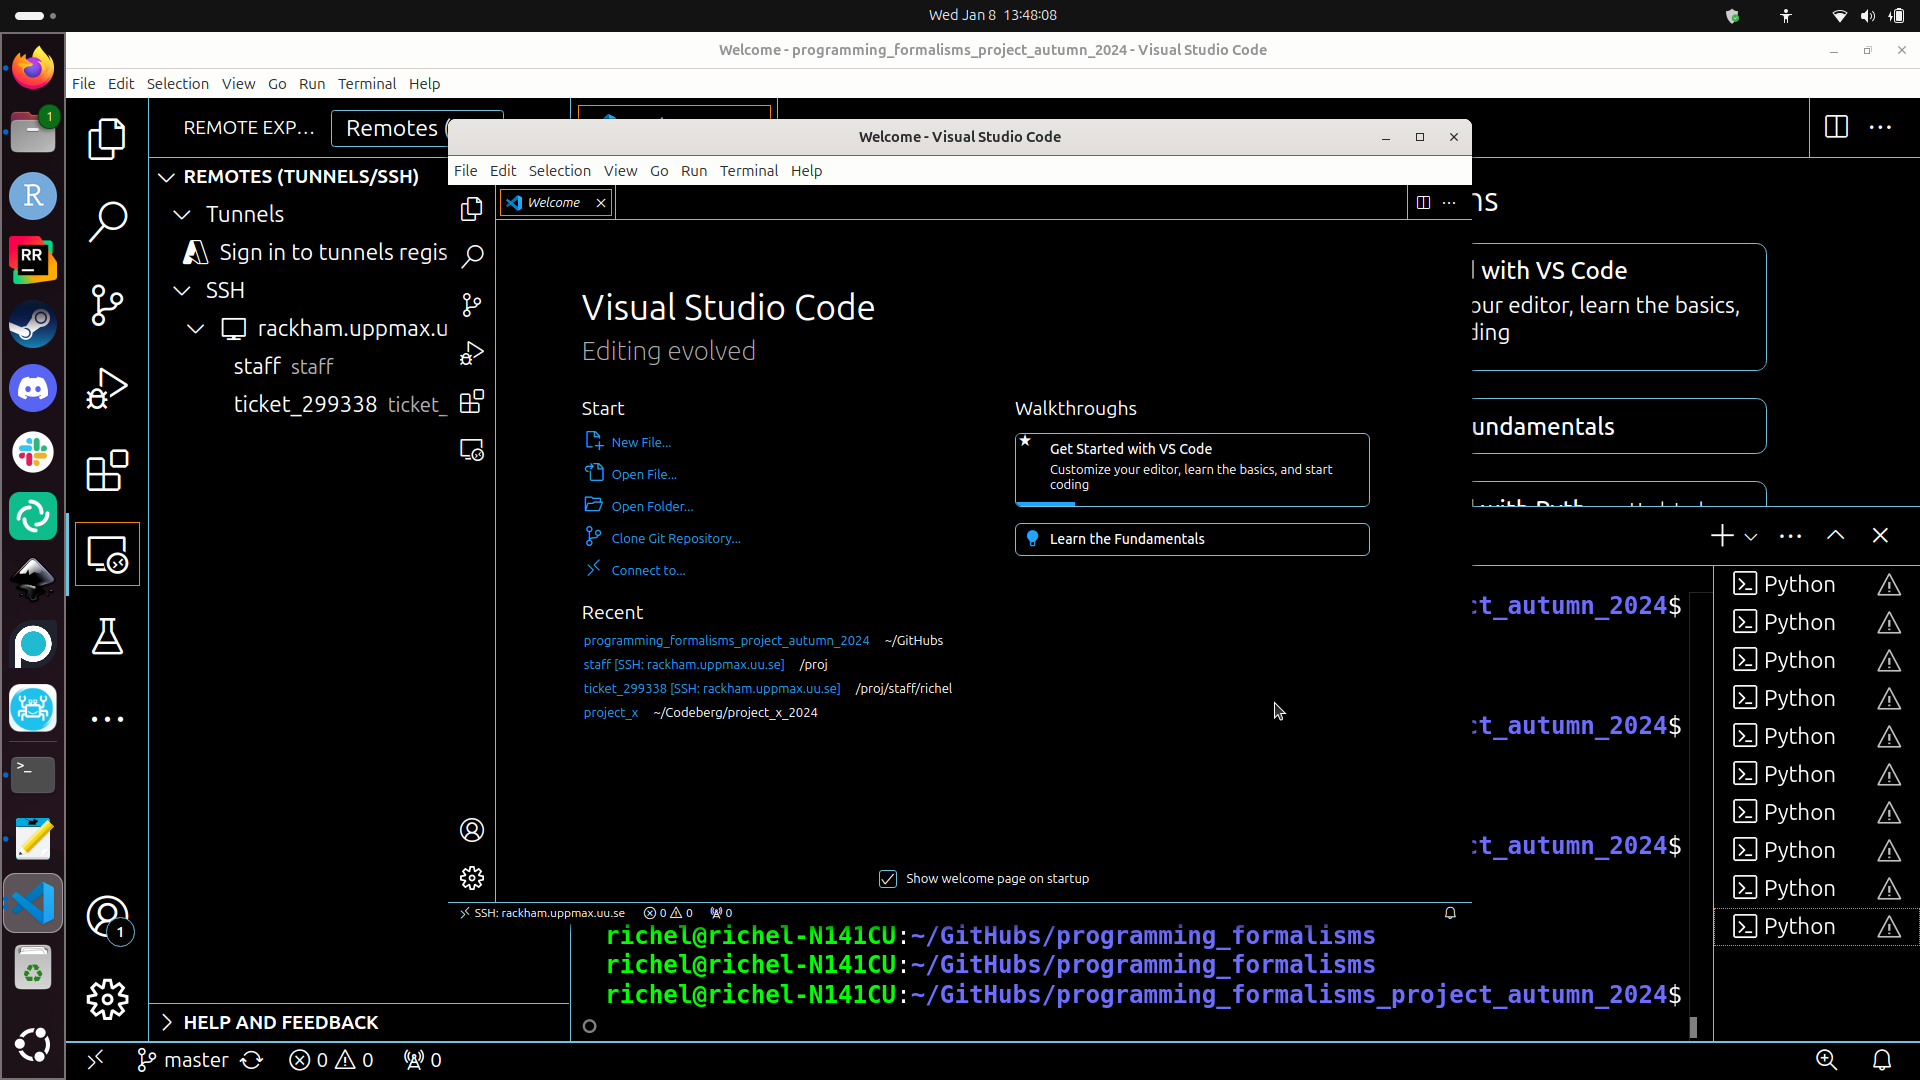 Wed Jan 8 13:48:08
Welcome - programming_formalisms_project_autumn_2024 - Visual Studio Code
File Edit Selection View Go Run Terminal Help
1
R
RR
>_
REMOTE EXP...
Remotes (
REMOTES (TUNNELS/SSH)
Tunnels
Sign in to tunnels regis
SSH
rackham.uppmax.u
staff staff
ticket_299338 ticket_
HELP AND FEEDBACK
1
Welcome - Visual Studio Code
File Edit Selection View Go Run Terminal Help
Welcome
Visual Studio Code
Editing evolved
Start
New File...
Open File...
Open Folder...
Clone Git Repository...
Connect to...
Recent
programming_formalisms_project_autumn_2024 ~/GitHubs
staff [SSH: rackham.uppmax.uu.se] /proj
ticket_299338 [SSH: rackham.uppmax.uu.se] /proj/staff/richel
project_x ~/Codeberg/project_x_2024
Walkthroughs
Get Started with VS Code
Customize your editor, learn the basics, and start
coding
Learn the Fundamentals
Show welcome page on startup
SSH: rackham.uppmax.uu.se 0 0 0
ns
with VS Code
our editor, learn the basics,
ding
undamentals
ct_autumn_2024$
ct_autumn_2024$
ct_autumn_2024$
richel@richel-N141CU:~/GitHubs/programming_formalisms
richel@richel-N141CU:~/GitHubs/programming_formalisms
richel@richel-N141CU:~/GitHubs/programming_formalisms_project_autumn_2024$
Python
Python
Python
Python
Python
Python
Python
Python
Python
Python
master 0 0 0